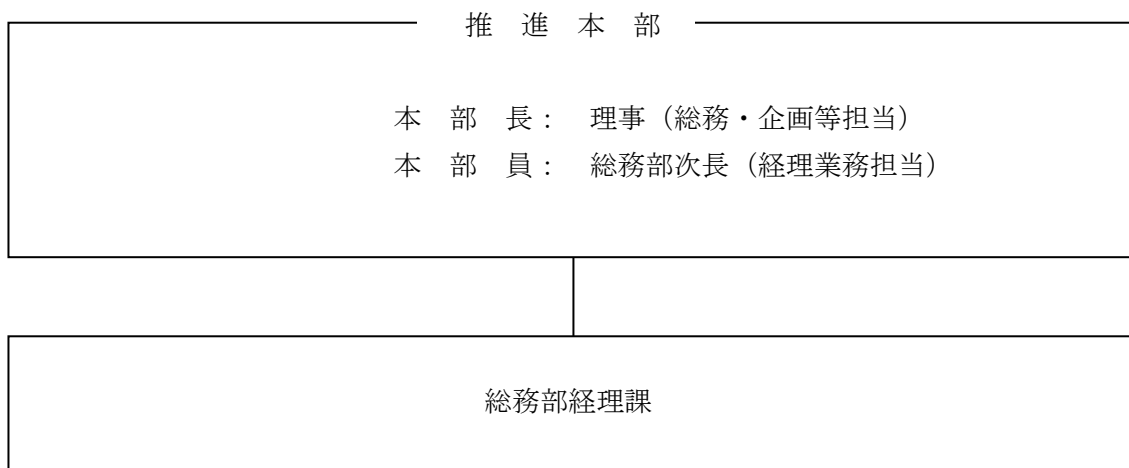 推　進　本　部
本　部　長：　理事（総務・企画等担当）
本　部　員：　総務部次長（経理業務担当）
総務部経理課